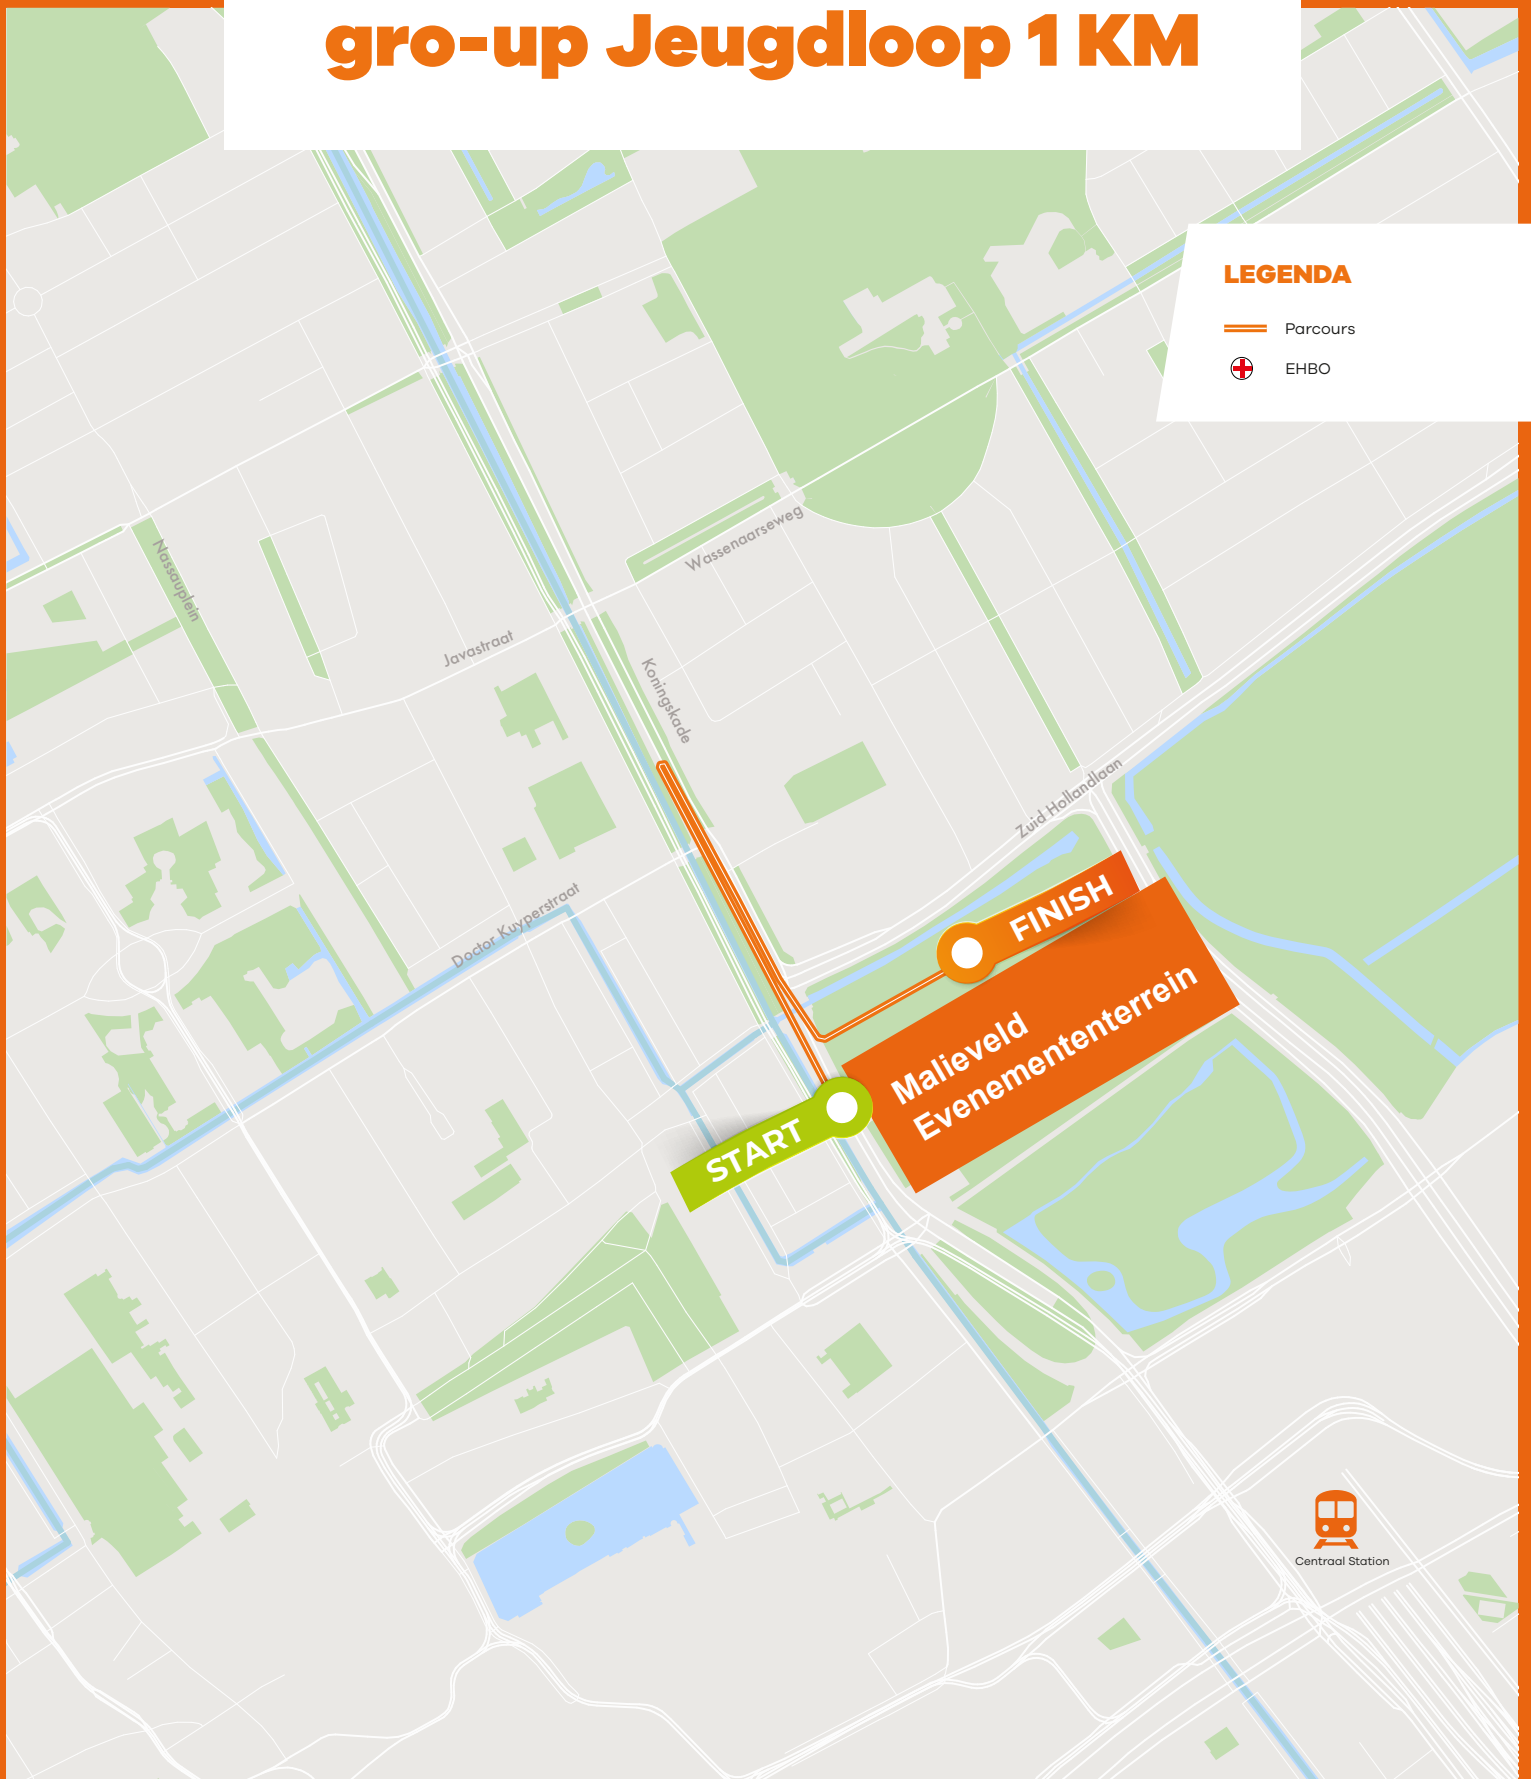 gro-up Jeugdloop 1 KM
LEGENDA
Parcours
EHBO
Wassenaarseweg
Nassauplein
Javastraat
Koningskade
Zuid Hollandlaan
Doctor Kuyperstraat
FINISH
Malieveld
Evenemententerrein
START
Centraal Station